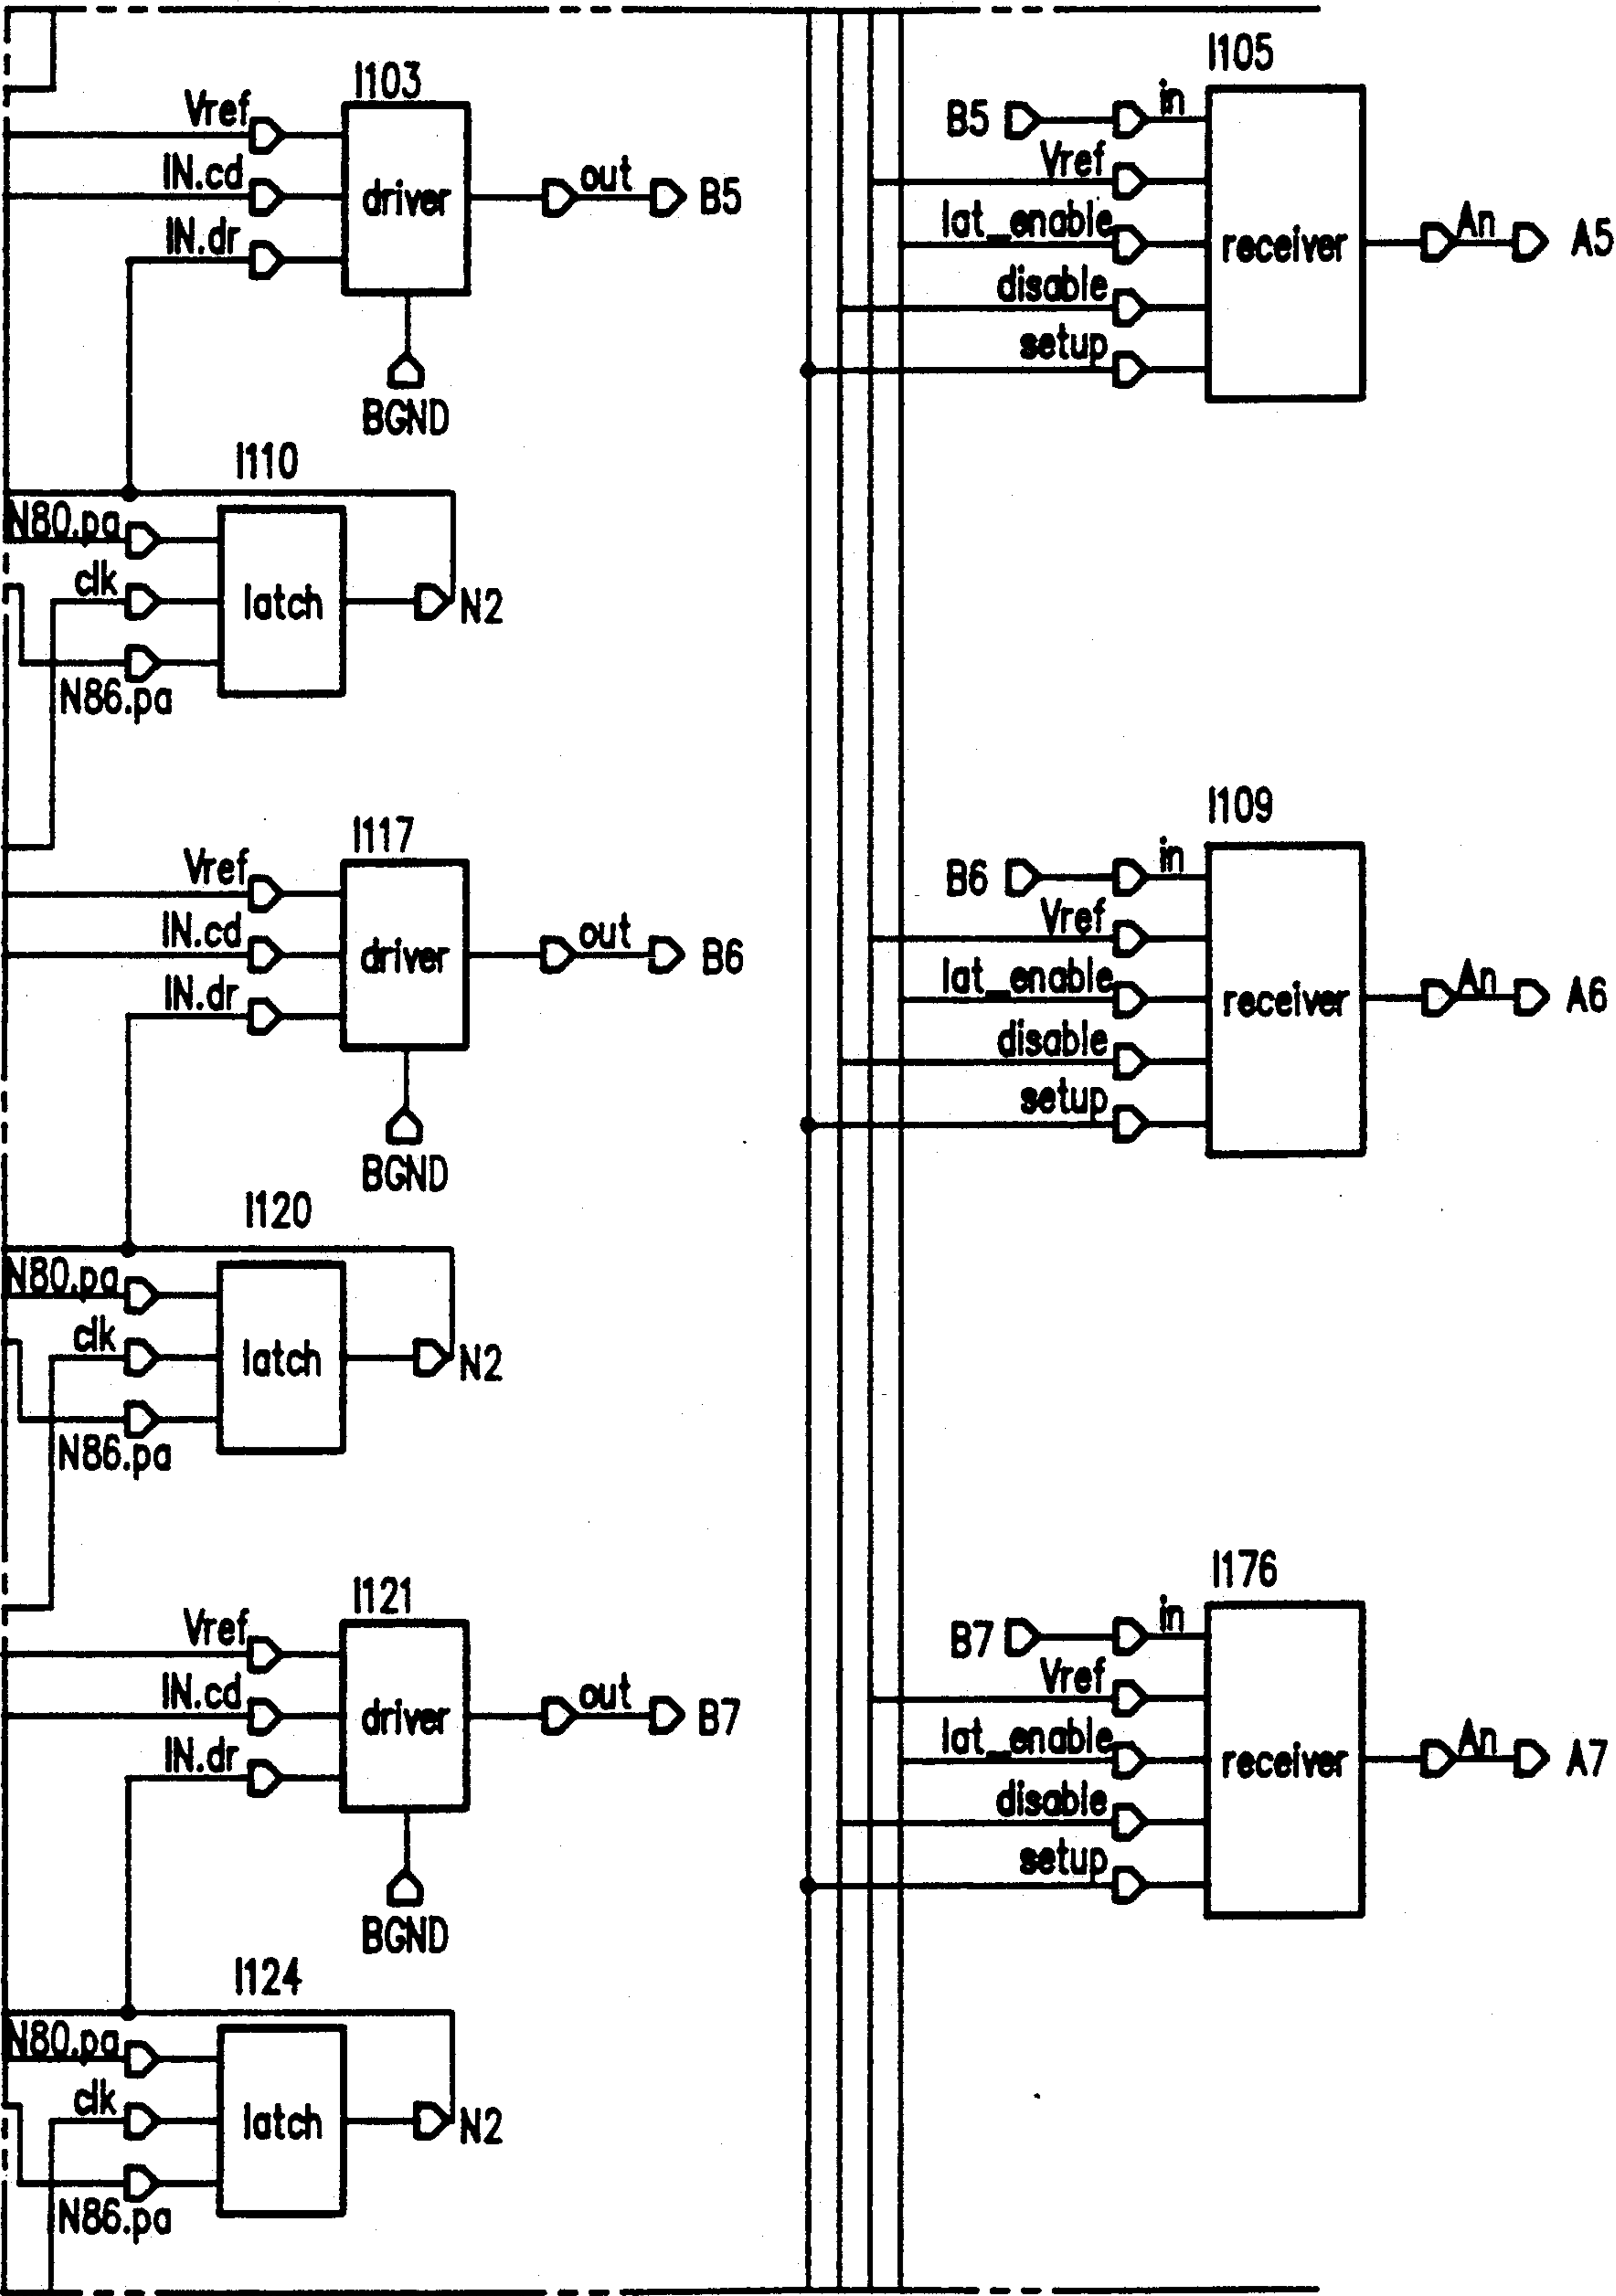 I103
Vref
IN.cd
IN.dr
driver
out
B5
BGND
I110
N80.pa
clk
N86.pa
latch
N2
I117
Vref
IN.cd
IN.dr
driver
out
B6
BGND
I120
N80.pa
clk
N86.pa
latch
N2
I121
Vref
IN.cd
IN.dr
driver
out
B7
BGND
I124
N80.pa
clk
N86.pa
latch
N2
I105
B5
in
Vref
lat_enable
disable
setup
receiver
An
A5
I109
B6
in
Vref
lat_enable
disable
setup
receiver
An
A6
I176
B7
in
Vref
lat_enable
disable
setup
receiver
An
A7